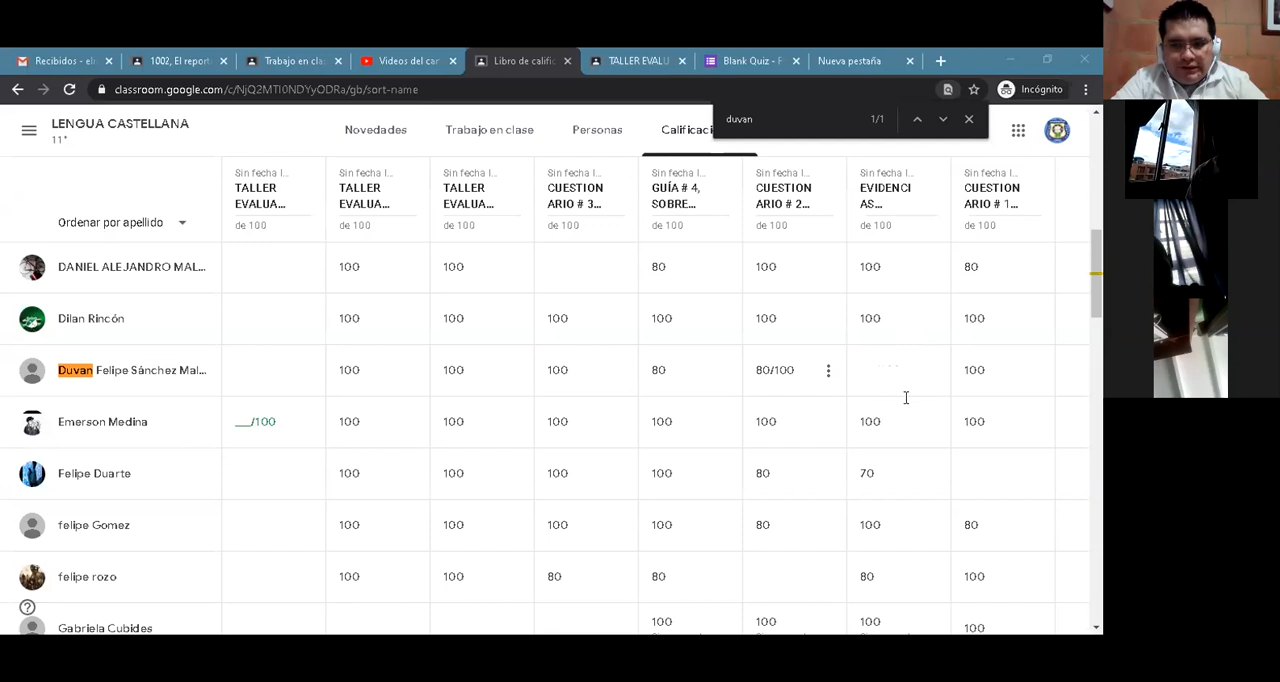 Recibidos - el
1002, El report
Trabajo en clas
Videos del car
Libro de calific
TALLER EVALU
Blank Quiz - F
Nueva pestaña
classroom.google.com/c/NjQ2MTI0NDYyODRa/gb/sort-name
Incógnito
duvan
1/1
LENGUA CASTELLANA
11°
Novedades
Trabajo en clase
Personas
Calificaci
Ordenar por apellido
Sin fecha l... Sin fecha l... Sin fecha l... Sin fecha l... Sin fecha l... Sin fecha l... Sin fecha l... Sin fecha l...
TALLER TALLER TALLER CUESTION GUÍA # 4, CUESTION EVIDENCI CUESTION
EVALUA... EVALUA... EVALUA... ARIO # 3... SOBRE... ARIO # 2... AS... ARIO # 1...
de 100 de 100 de 100 de 100 de 100 de 100 de 100 de 100
DANIEL ALEJANDRO MAL... 100 100 80 100 100 80
Dilan Rincón 100 100 100 100 100 100 100
Duvan Felipe Sánchez Mal... 100 100 100 80 80/100 100
Emerson Medina __/100 100 100 100 100 100 100 100
Felipe Duarte 100 100 100 100 80 70
felipe Gomez 100 100 100 100 80 100 80
felipe rozo 100 100 80 80 80 100
Gabriela Cubides 100 100 100 100